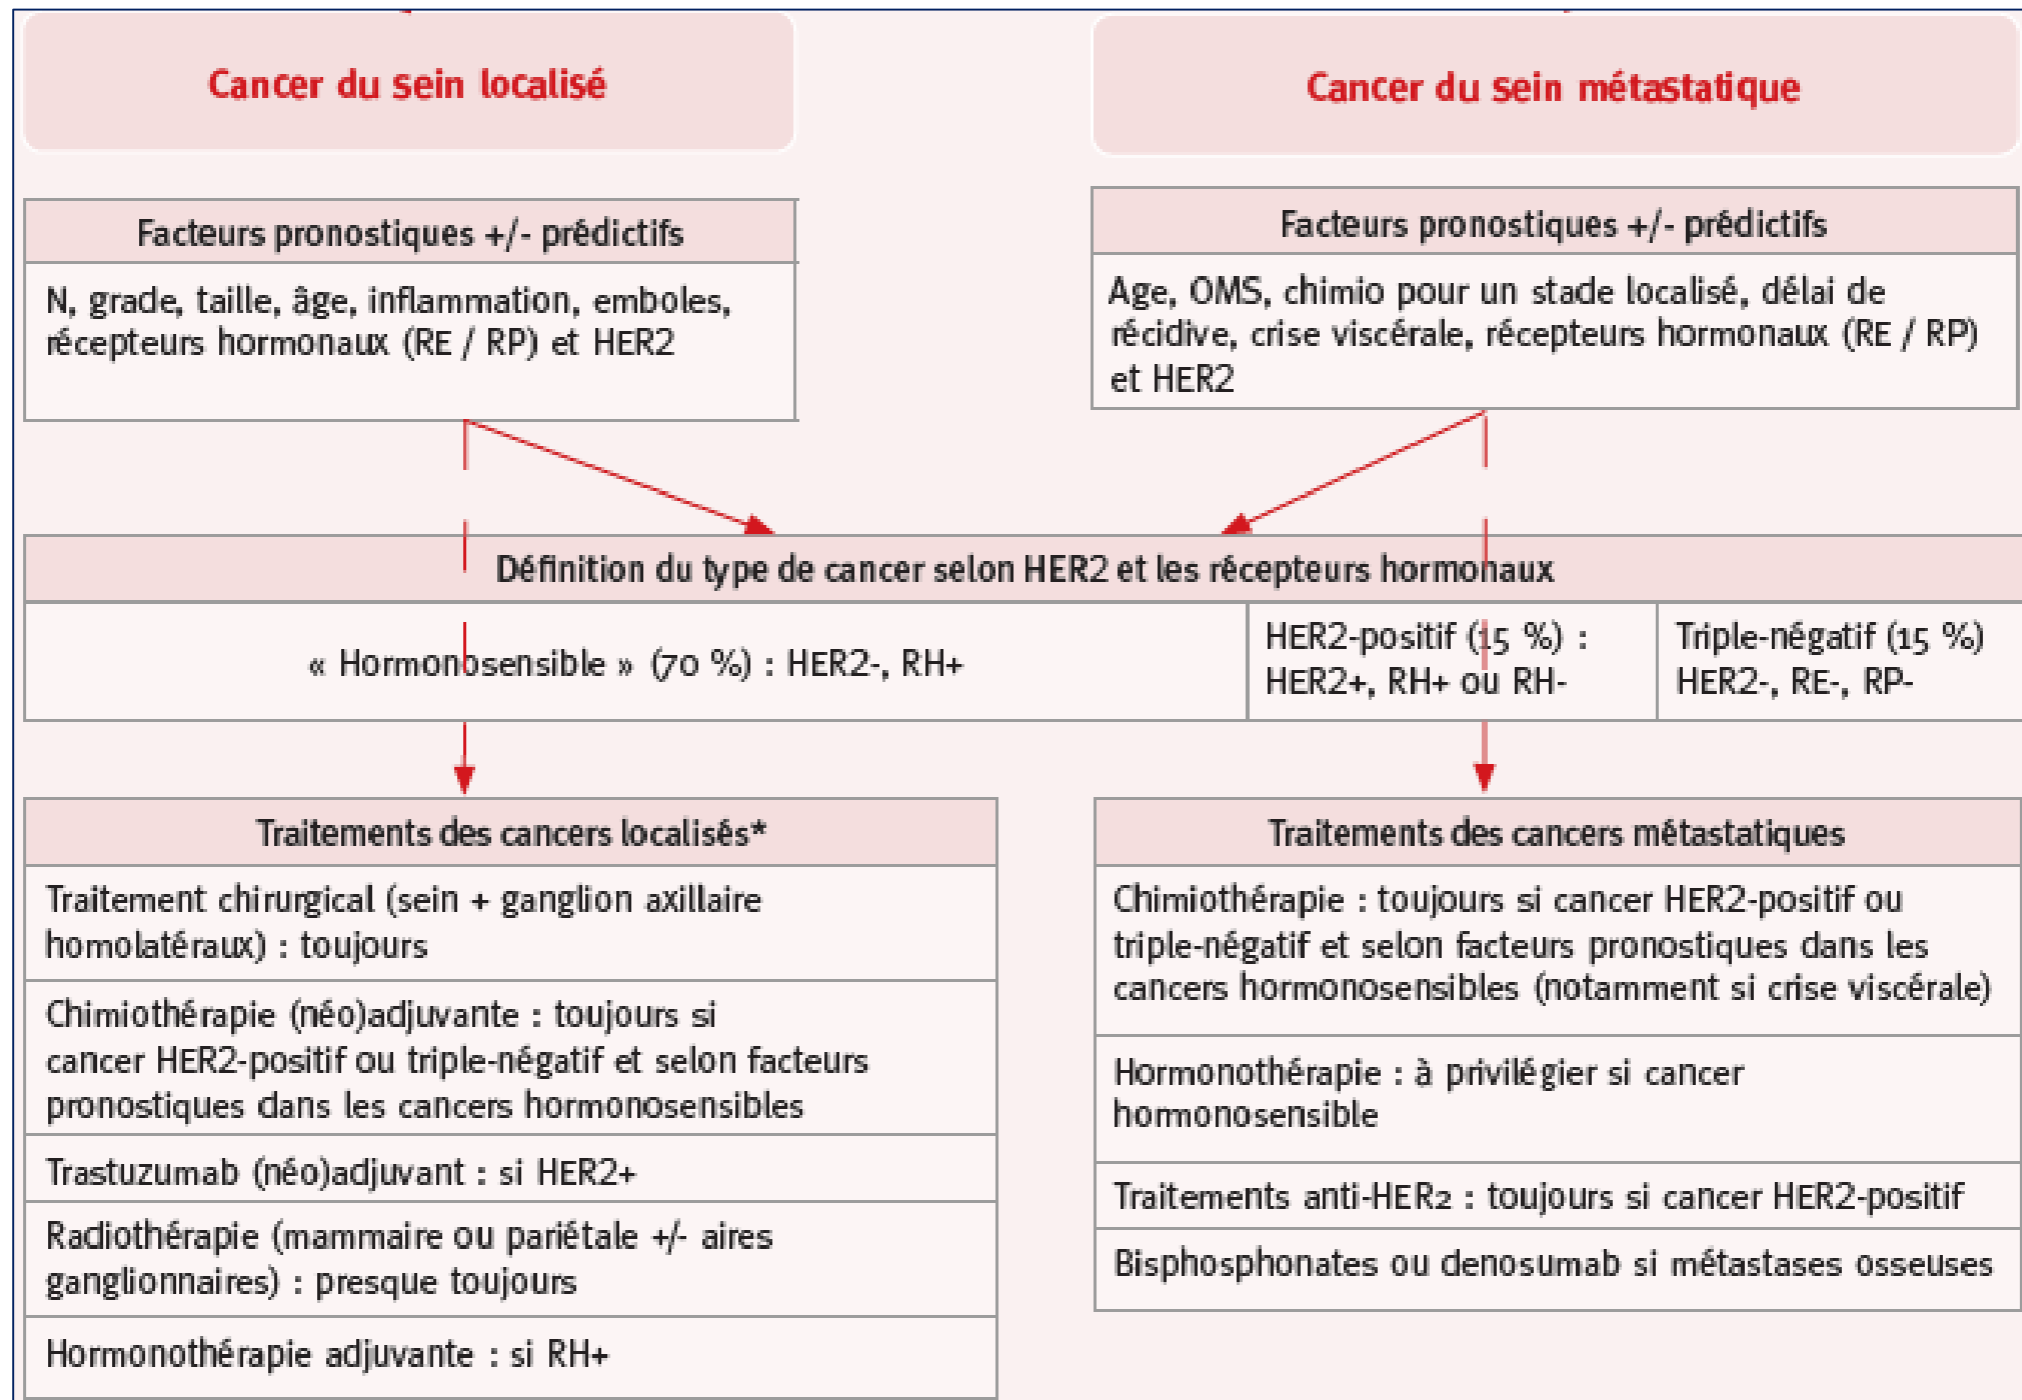 Cancer du sein localisé
Cancer du sein métastatique
Facteurs pronostiques +/- prédictifs
N, grade, taille, âge, inflammation, emboles,
récepteurs hormonaux (RE / RP) et HER2
Facteurs pronostiques +/- prédictifs
Age, OMS, chimio pour un stade localisé, délai de
récidive, crise viscérale, récepteurs hormonaux (RE / RP)
et HER2
Définition du type de cancer selon HER2 et les récepteurs hormonaux
« Hormonosensible » (70 %) : HER2-, RH+
HER2-positif (15 %) :
HER2+, RH+ ou RH-
Triple-négatif (15 %)
HER2-, RE-, RP-
Traitements des cancers localisés*
Traitement chirurgical (sein + ganglion axillaire
homolatéraux) : toujours
Chimiothérapie (néo)adjuvante : toujours si
cancer HER2-positif ou triple-négatif et selon facteurs
pronostiques dans les cancers hormonosensibles
Trastuzumab (néo)adjuvant : si HER2+
Radiothérapie (mammaire ou pariétale +/- aires
ganglionnaires) : presque toujours
Hormonothérapie adjuvante : si RH+
Traitements des cancers métastatiques
Chimiothérapie : toujours si cancer HER2-positif ou
triple-négatif et selon facteurs pronostiques dans les
cancers hormonosensibles (notamment si crise viscérale)
Hormonothérapie : à privilégier si cancer
hormonosensible
Traitements anti-HER2 : toujours si cancer HER2-positif
Bisphosphonates ou denosumab si métastases osseuses